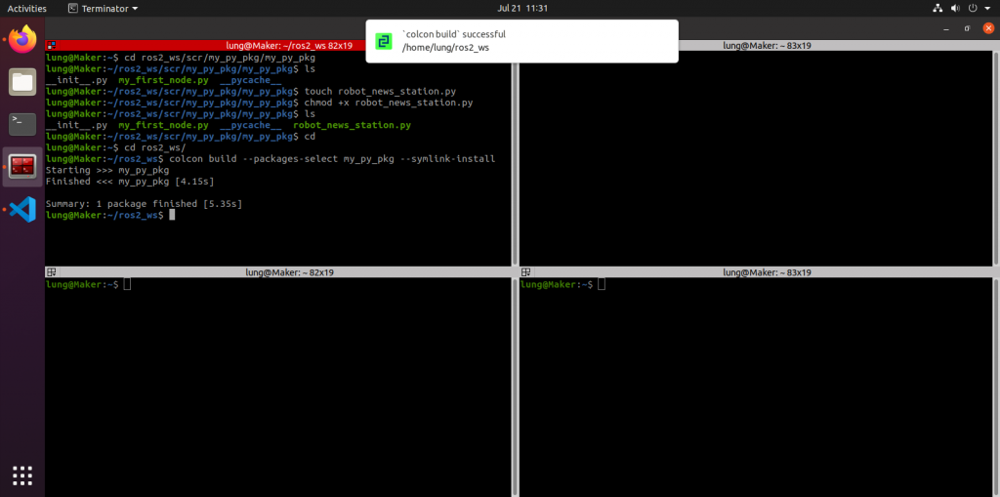 Activities
Terminator
Jul 21 11:31
`colcon build` successful
/home/lung/ros2_ws
lung@Maker: ~/ros2_ws 82x19
lung@Maker:~$ cd ros2_ws/scr/my_py_pkg/my_py_pkg
lung@Maker:~/ros2_ws/scr/my_py_pkg/my_py_pkg$ ls
__init__.py  my_first_node.py  __pycache__
lung@Maker:~/ros2_ws/scr/my_py_pkg/my_py_pkg$ touch robot_news_station.py
lung@Maker:~/ros2_ws/scr/my_py_pkg/my_py_pkg$ chmod +x robot_news_station.py
lung@Maker:~/ros2_ws/scr/my_py_pkg/my_py_pkg$ ls
__init__.py  my_first_node.py  __pycache__  robot_news_station.py
lung@Maker:~/ros2_ws/scr/my_py_pkg/my_py_pkg$ cd
lung@Maker:~$ cd ros2_ws/
lung@Maker:~/ros2_ws$ colcon build --packages-select my_py_pkg --symlink-install
Starting >>> my_py_pkg
Finished <<< my_py_pkg [4.15s]
Summary: 1 package finished [5.35s]
lung@Maker:~/ros2_ws$
lung@Maker: ~ 83x19
lung@Maker: ~ 82x19
lung@Maker:~$
lung@Maker: ~ 83x19
lung@Maker:~$